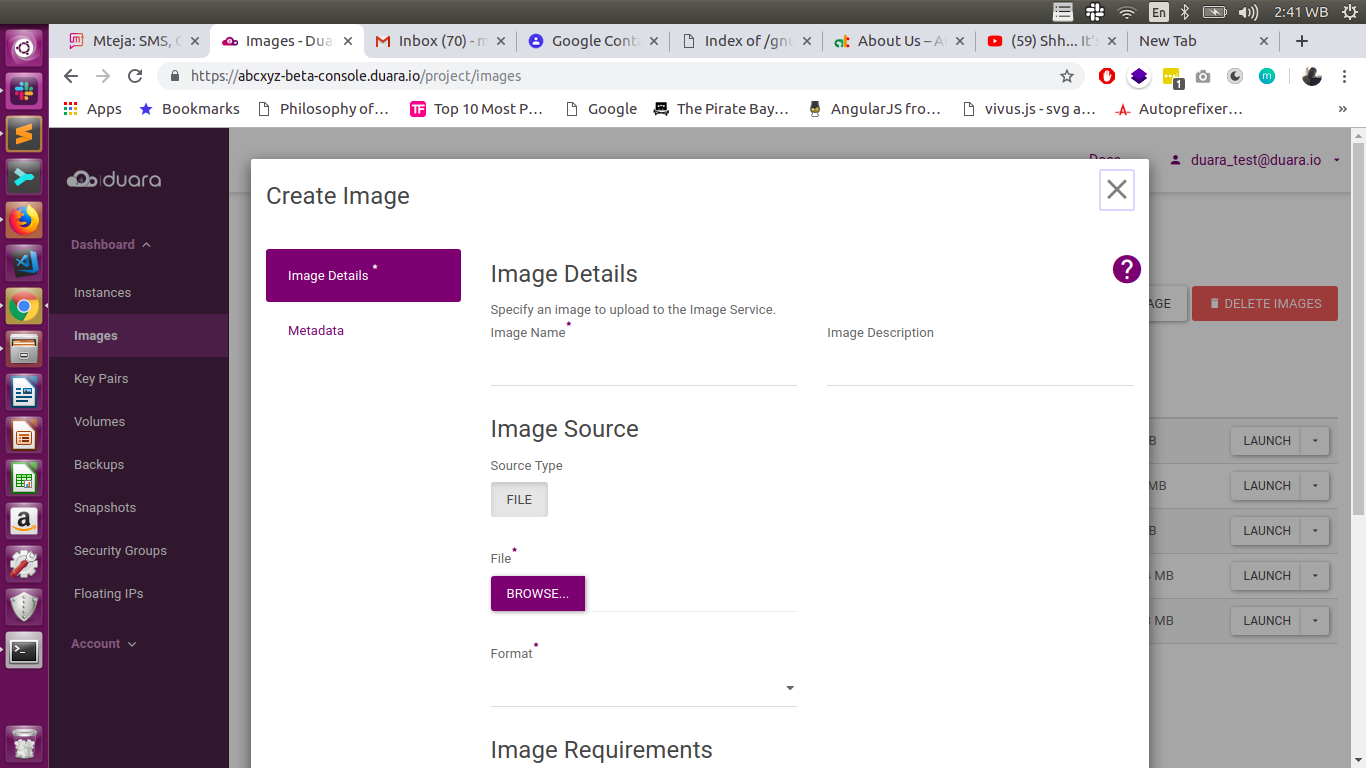 En 2:41 WB
Mteja: SMS, C Images - Dua Inbox (70) - m Google Conta Index of /gnu About Us – Al (59) Shh... It's New Tab
https://abcxyz-beta-console.duara.io/project/images 1
Apps Bookmarks Philosophy of… TF Top 10 Most P… Google The Pirate Bay… AngularJS fro… vivus.js - svg a… Autoprefixer… »
duara
Docs duara_test@duara.io
Create Image
Dashboard
Instances
Images
Key Pairs
Volumes
Backups
Snapshots
Security Groups
Floating IPs
Account
Image Details *
Metadata
Image Details
?
Specify an image to upload to the Image Service.
Image Name* Image Description
AGE DELETE IMAGES
Image Source
Source Type
FILE
File*
BROWSE...
Format*
Image Requirements
B LAUNCH
MB LAUNCH
B LAUNCH
MB LAUNCH
MB LAUNCH